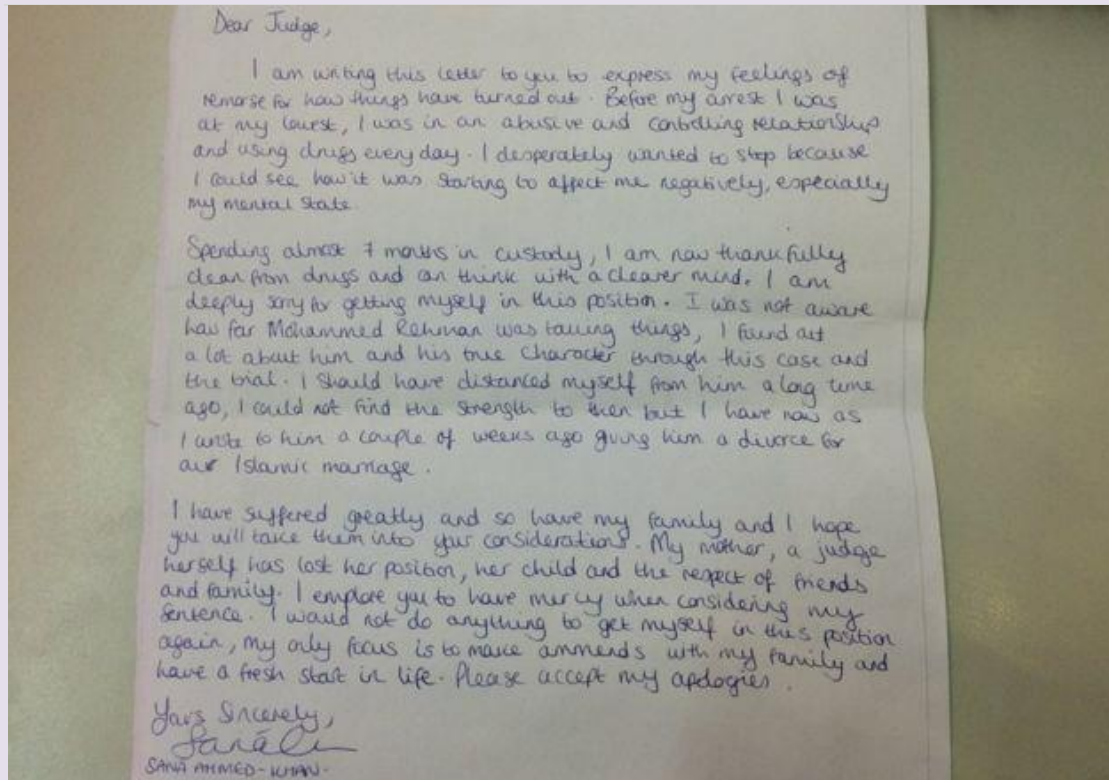 Dear Judge,
I am writing this letter to you to express my feelings of
remorse for how things have turned out. Before my arrest I was
at my lowest, I was in an abusive and controlling relationship
and using drugs every day. I desperately wanted to stop because
I could see how it was starting to affect me negatively, especially
my mental state.
Spending almost 7 months in custody, I am now thankfully
clean from drugs and can think with a clearer mind. I am
deeply sorry for getting myself in this position. I was not aware
how far Mohammed Rehman was taking things, I found out
a lot about him and his true character through this case and
the trial. I should have distanced myself from him a long time
ago, I could not find the strength to then but I have now as
I wrote to him a couple of weeks ago giving him a divorce for
our Islamic marriage.
I have suffered greatly and so have my family and I hope
you will take them into your considerations. My mother, a judge
herself has lost her position, her child and the respect of friends
and family. I emplore you to have mercy when considering my
sentence. I would not do anything to get myself in this position
again, my only focus is to make ammends with my family and
have a fresh start in life. Please accept my apologies.
Yours Sincerely,
SANA AHMED-KHAN.